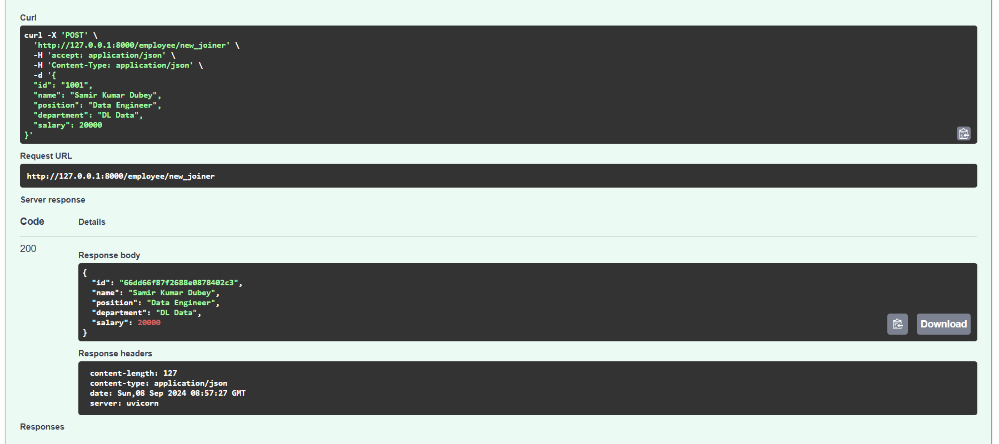 Curl
curl -X 'POST' \
'http://127.0.0.1:8000/employee/new_joiner' \
-H 'accept: application/json' \
-H 'Content-Type: application/json' \
-d '{
"id": "1001",
"name": "Samir Kumar Dubey",
"position": "Data Engineer",
"department": "DL Data",
"salary": 20000
}'
Request URL
http://127.0.0.1:8000/employee/new_joiner
Server response
Code Details
200
Response body
{
"id": "66dd66f87f2688e0878402c3",
"name": "Samir Kumar Dubey",
"position": "Data Engineer",
"department": "DL Data",
"salary": 20000
}
Download
Response headers
content-length: 127
content-type: application/json
date: Sun,08 Sep 2024 08:57:27 GMT
server: uvicorn
Responses